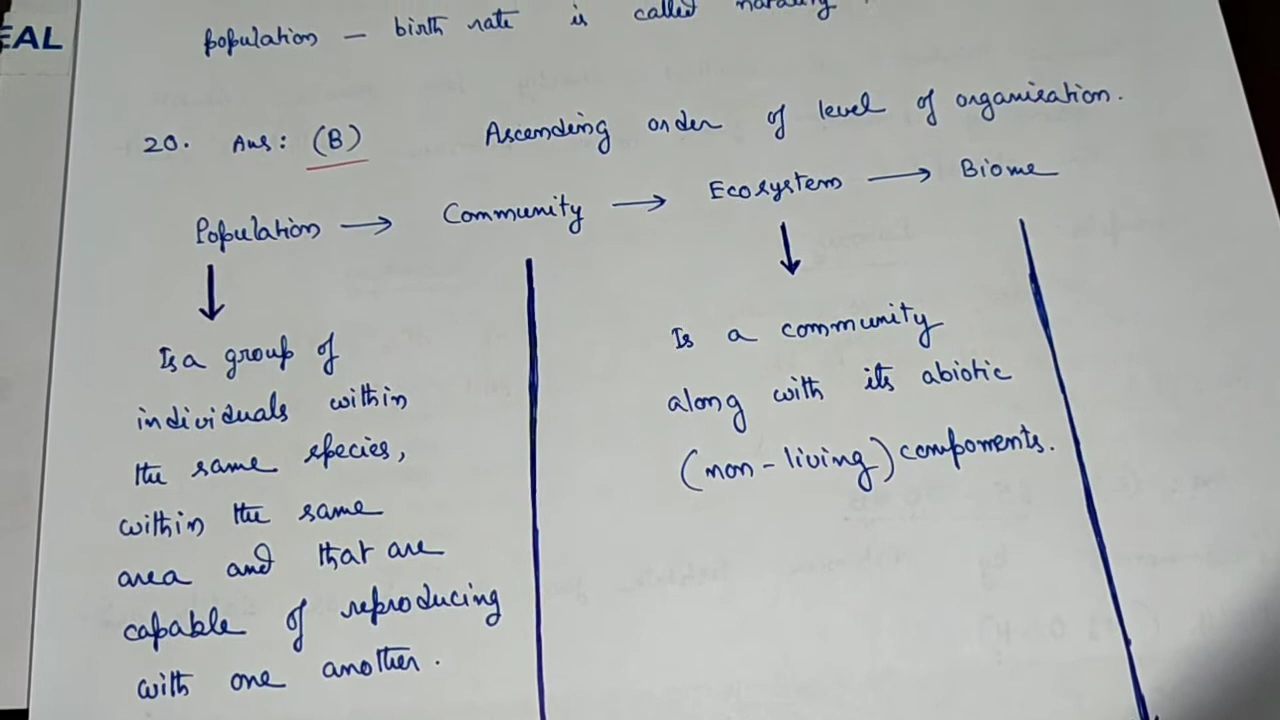 EAL
population – birth rate is called natality
20. Ans: (B) Ascending order of level of organisation.
Population → Community → Ecosystem → Biome
Is a group of
individuals within
the same species,
within the same
area and that are
capable of reproducing
with one another.
Is a community
along with its abiotic
(non-living) components.